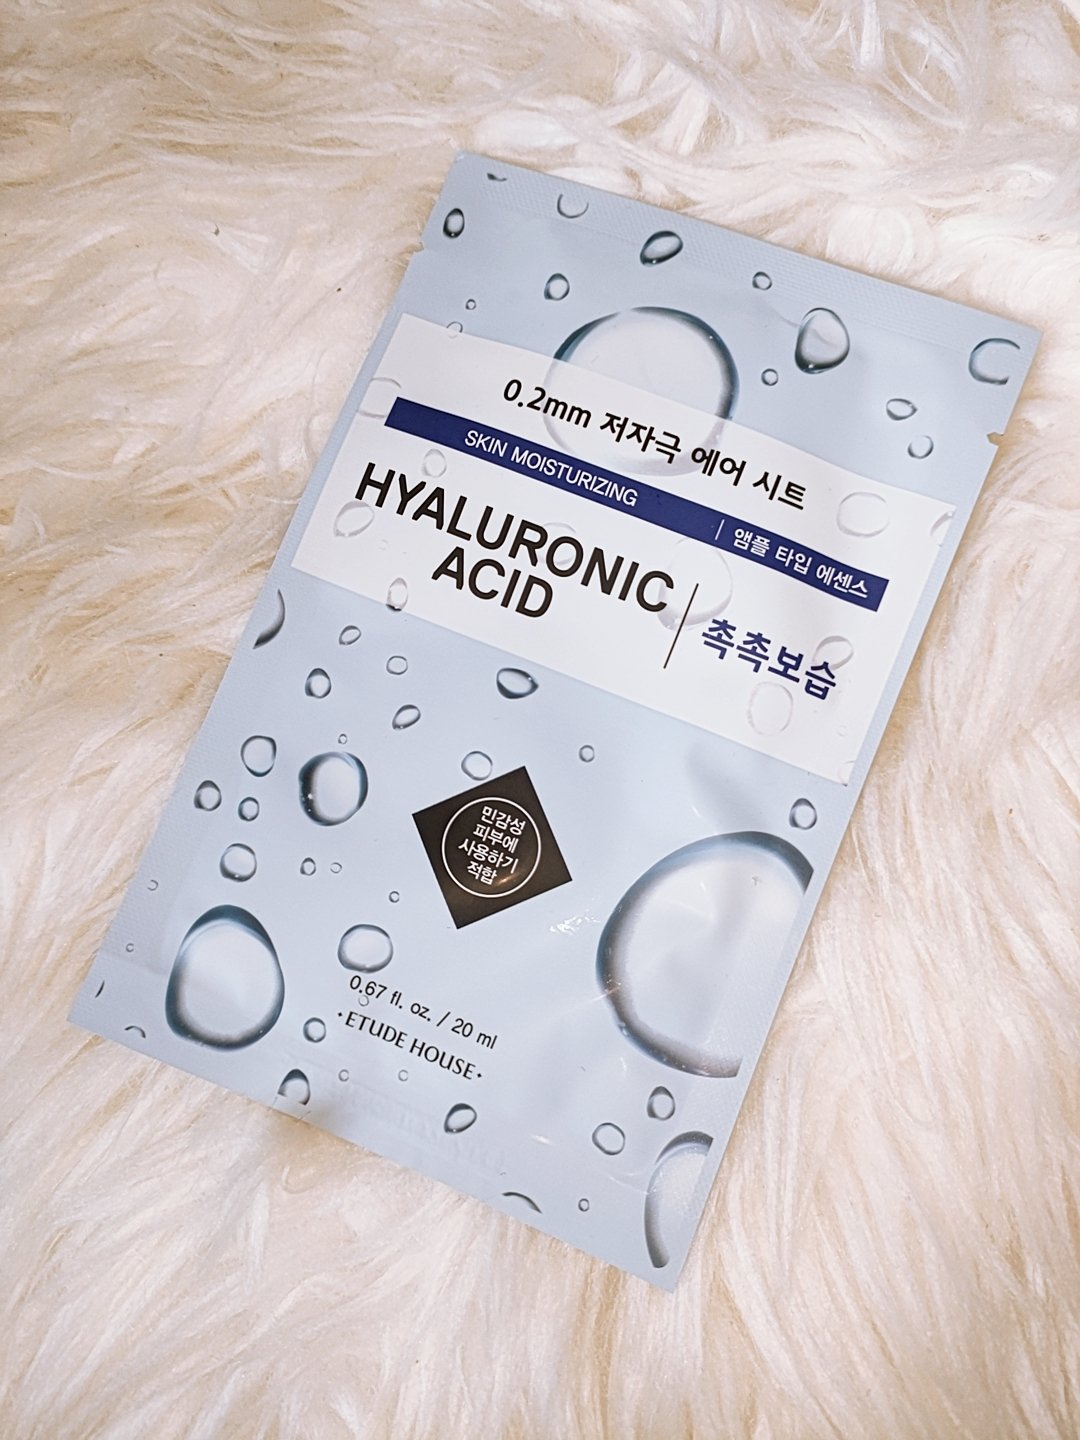 0.2mm 저자극 에어 시트
SKIN MOISTURIZING | 앰플 타입 에센스
HYALURONIC
ACID
촉촉보습
민감성
피부에
사용하기
적합
0.67 fl. oz. / 20 ml
·ETUDE HOUSE·